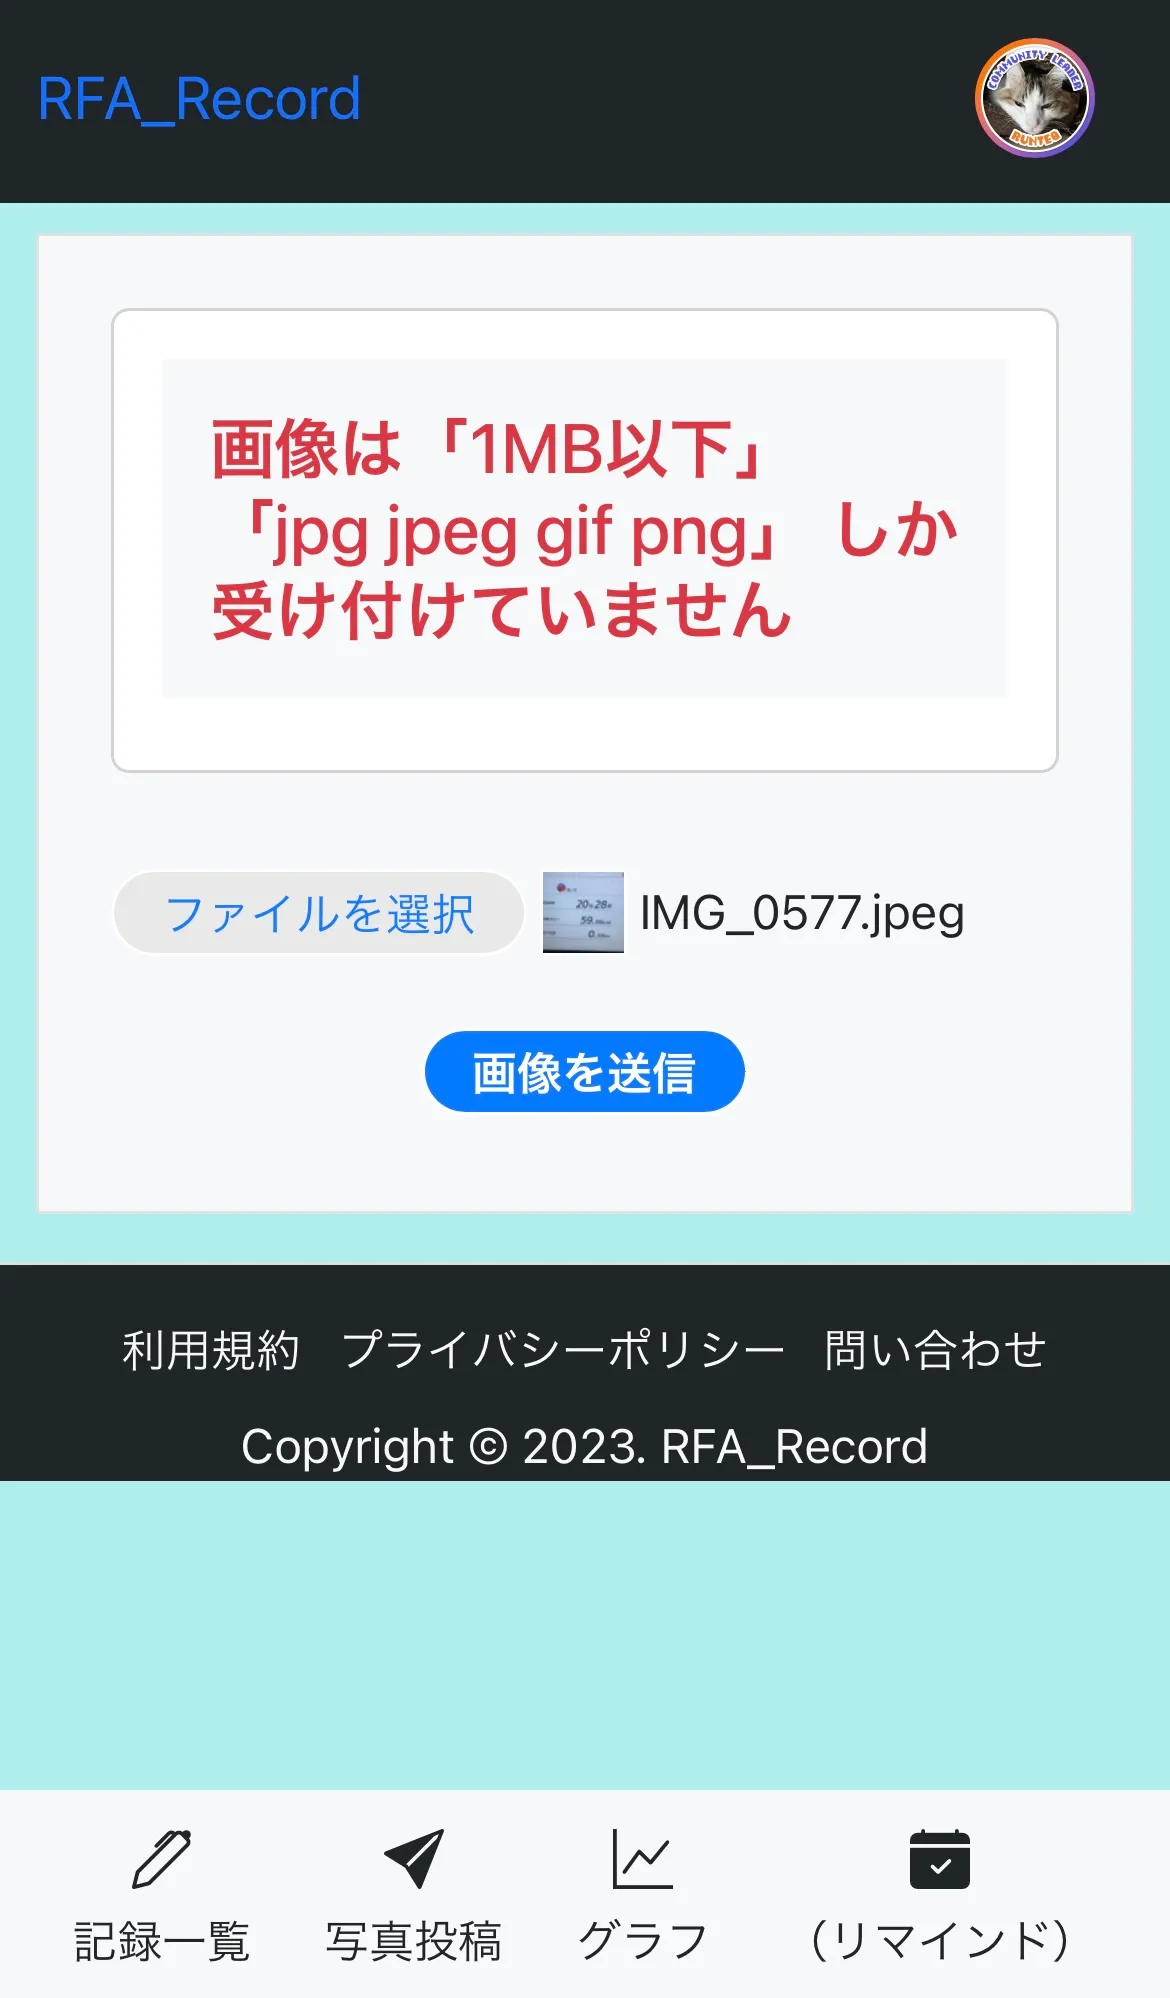 RFA_Record
COMMUNITY LEADER
RUNTEQ
画像は「1MB以下」
「jpg jpeg gif png」 しか
受け付けていません
ファイルを選択 IMG_0577.jpeg
画像を送信
利用規約 プライバシーポリシー 問い合わせ
Copyright © 2023. RFA_Record
記録一覧 写真投稿 グラフ (リマインド)